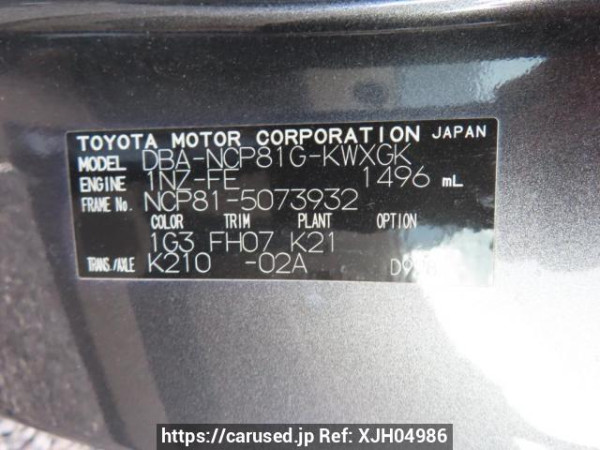 TOYOTA MOTOR CORPORATION JAPAN
MODEL DBA-NCP81G-KWXGK
ENGINE 1NZ-FE 1496 mL
FRAME No. NCP81-5073932
COLOR TRIM PLANT OPTION
1G3 FH07 K21
TRANS./AXLE K210 -02A
https://carused.jp Ref: XJH04986